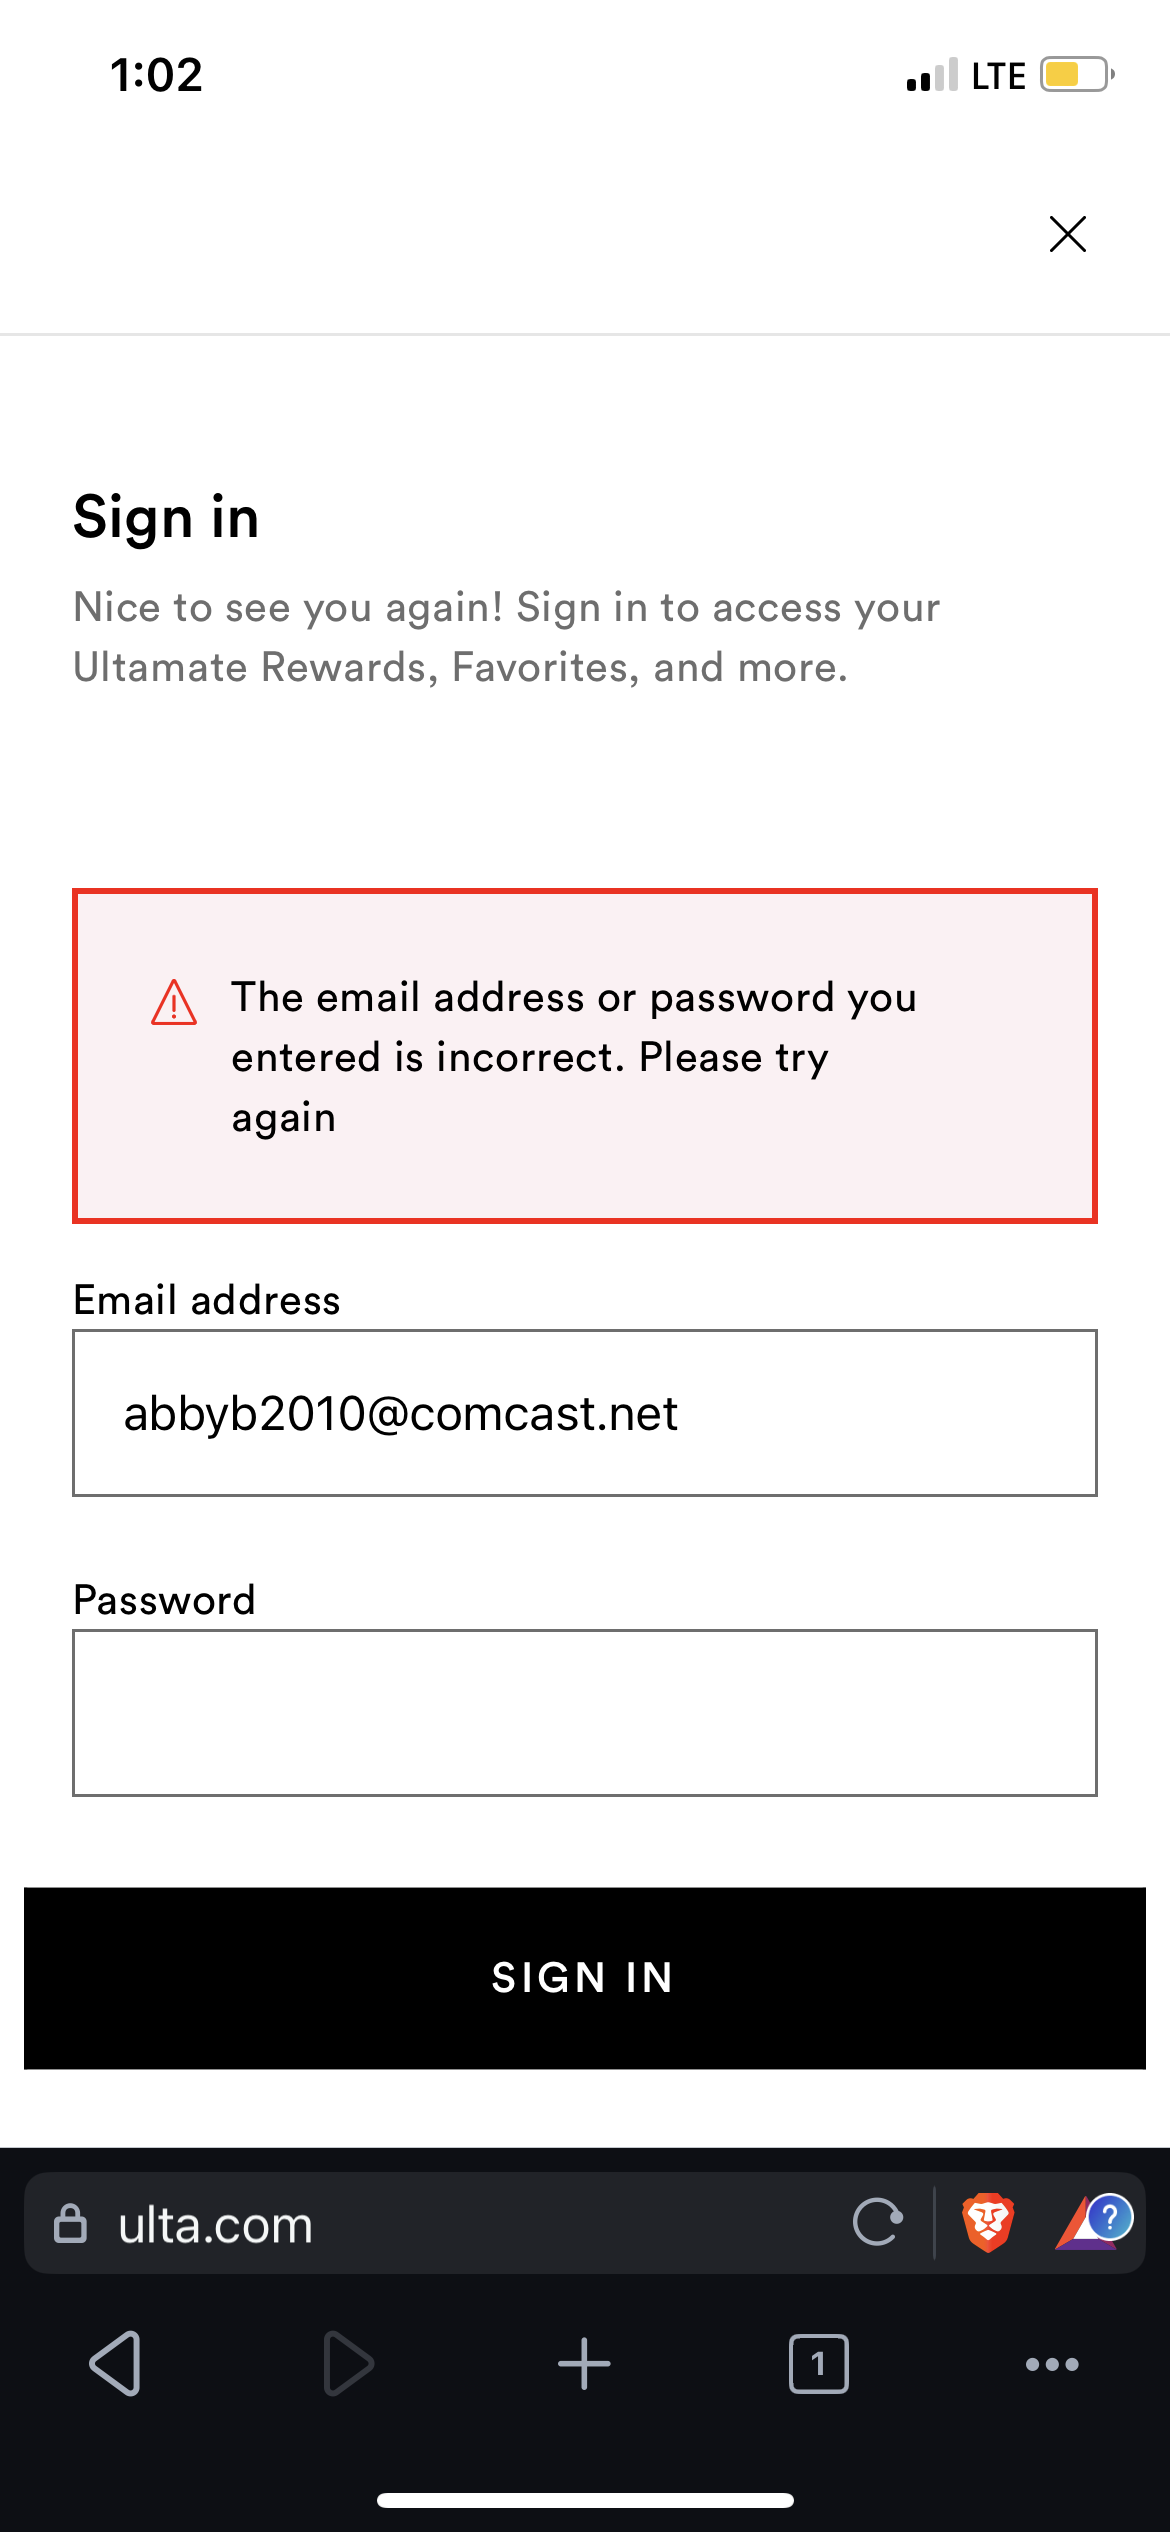 1:02
LTE
Sign in
Nice to see you again! Sign in to access your
Ultamate Rewards, Favorites, and more.
The email address or password you
entered is incorrect. Please try
again
Email address
abbyb2010@comcast.net
Password
SIGN IN
ulta.com
?
1